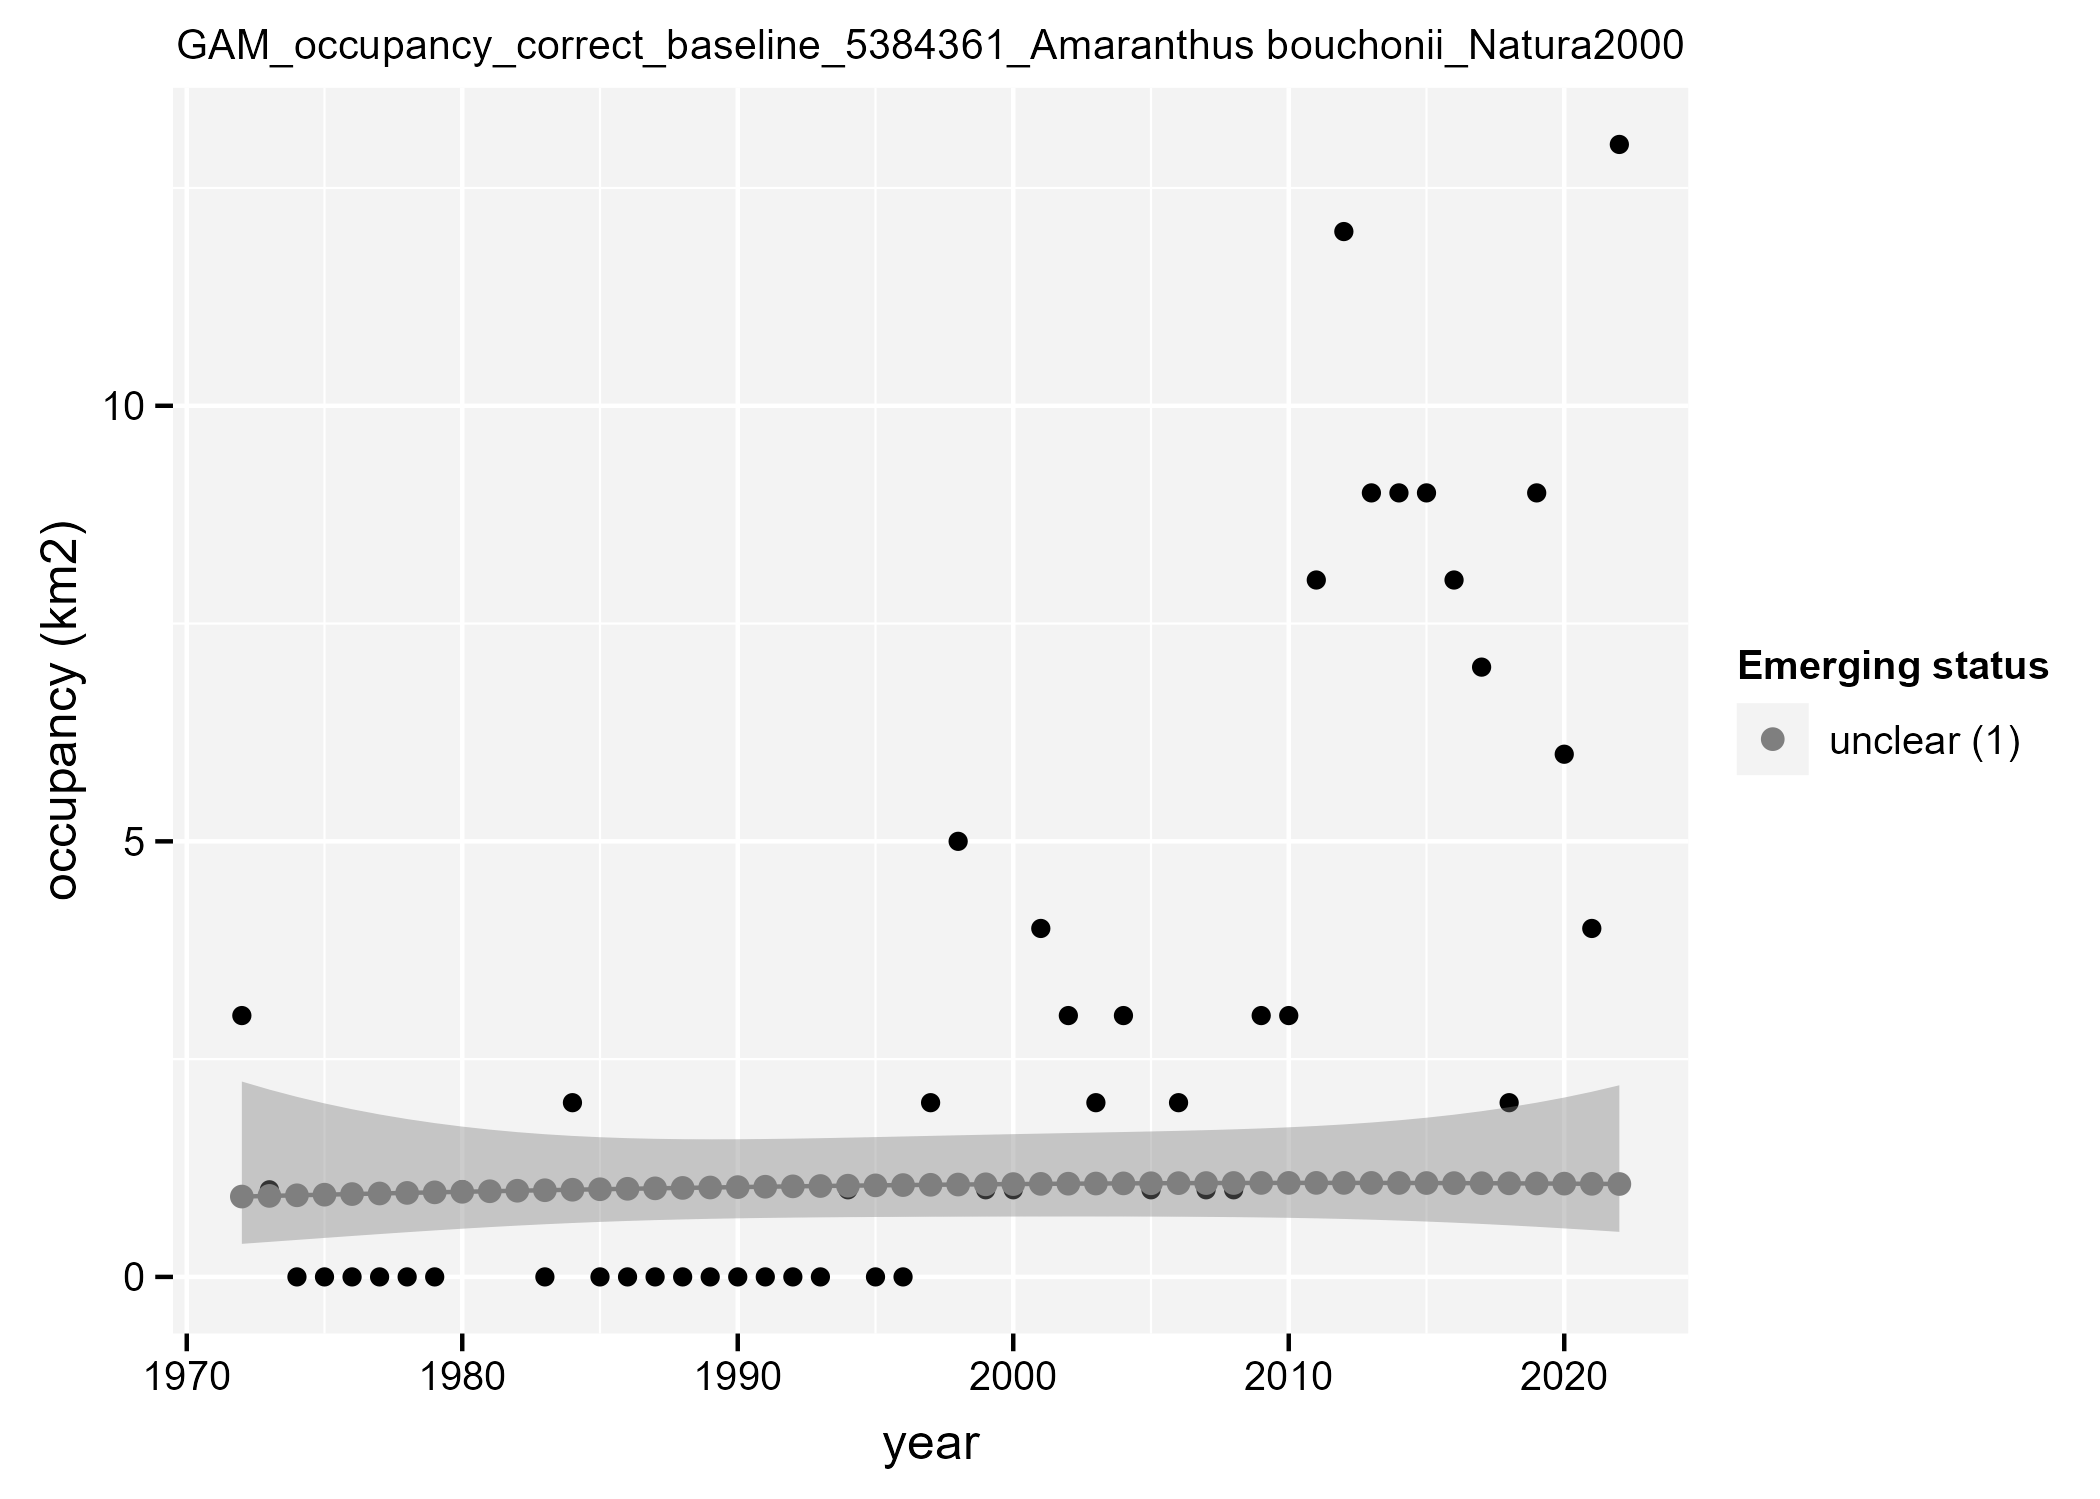 GAM_occupancy_correct_baseline_5384361_Amaranthus bouchonii_Natura2000
10
5
0
occupancy (km2)
1970 1980 1990 2000 2010 2020
year
Emerging status
unclear (1)